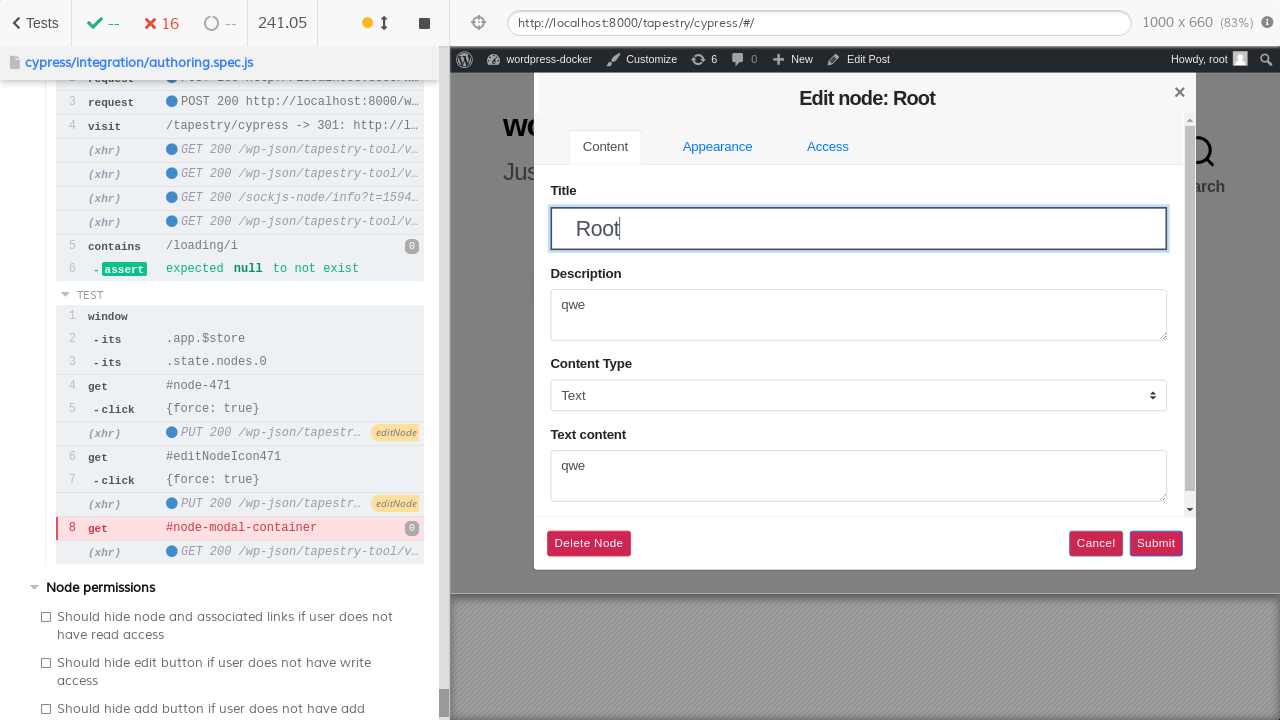 Tests
--
16
--
241.05
http://localhost:8000/tapestry/cypress/#/
1000 x 660 (83%)
cypress/integration/authoring.spec.js
3 request POST 200 http://localhost:8000/w…
4 visit /tapestry/cypress -> 301: http://l…
(xhr) GET 200 /wp-json/tapestry-tool/v…
(xhr) GET 200 /wp-json/tapestry-tool/v…
(xhr) GET 200 /sockjs-node/info?t=1594…
(xhr) GET 200 /wp-json/tapestry-tool/v…
5 contains /loading/i 0
6 -assert expected null to not exist
TEST
1 window
2 -its .app.$store
3 -its .state.nodes.0
4 get #node-471
5 -click {force: true}
(xhr) PUT 200 /wp-json/tapestr… editNode
6 get #editNodeIcon471
7 -click {force: true}
(xhr) PUT 200 /wp-json/tapestr… editNode
8 get #node-modal-container 0
(xhr) GET 200 /wp-json/tapestry-tool/v…
Node permissions
Should hide node and associated links if user does not
have read access
Should hide edit button if user does not have write
access
Should hide add button if user does not have add
wordpress-docker Customize 6 0 New Edit Post Howdy, root
Edit node: Root
×
Content Appearance Access
Title
Root
Description
qwe
Content Type
Text
Text content
qwe
Delete Node Cancel Submit